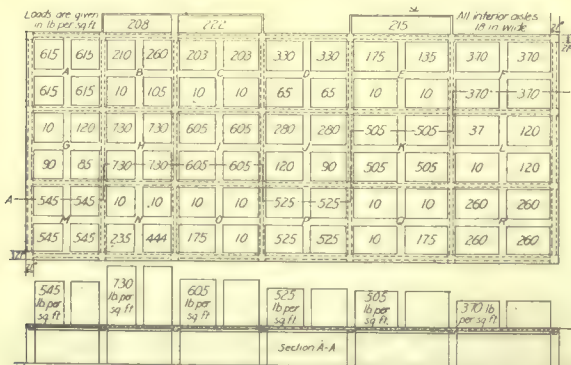 Loads are given
in lb per sq ft
208
222
215
All interior aisles
18 in wide
615 615 210 260 203 203 330 330 175 135 370 370
A B C D E F
615 615 10 105 10 10 65 65 10 10 370 370
10 120 730 730 605 605 280 280 505 505 37 120
G H I J K L
90 85 730 730 605 605 120 90 505 505 10 120
A
545 545 10 10 10 10 525 525 10 10 260 260
M N O P Q R
545 545 235 444 175 10 525 525 10 175 260 260
545
lb per
sq ft
730
lb per
sq ft
605
lb per
sq ft
525
lb per
sq ft
505
lb per
sq ft
370 lb
per sq ft
Section A-A